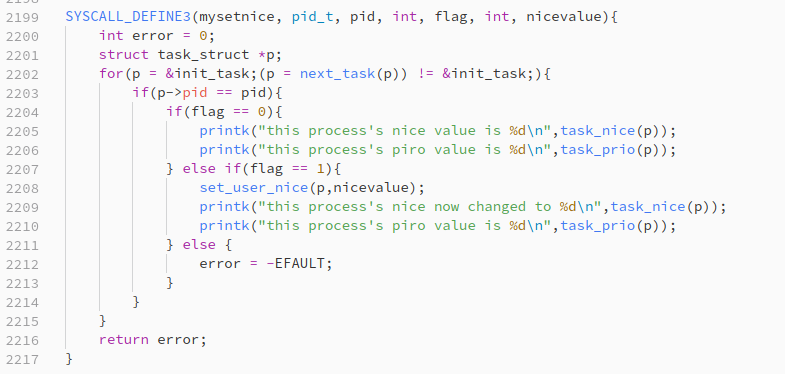 2199 SYSCALL_DEFINE3(mysetnice, pid_t, pid, int, flag, int, nicevalue){
2200     int error = 0;
2201     struct task_struct *p;
2202     for(p = &init_task;(p = next_task(p)) != &init_task;){
2203         if(p->pid == pid){
2204             if(flag == 0){
2205                 printk("this process's nice value is %d\n",task_nice(p));
2206                 printk("this process's piro value is %d\n",task_prio(p));
2207             } else if(flag == 1){
2208                 set_user_nice(p,nicevalue);
2209                 printk("this process's nice now changed to %d\n",task_nice(p));
2210                 printk("this process's piro value is %d\n",task_prio(p));
2211             } else {
2212                 error = -EFAULT;
2213             }
2214         }
2215     }
2216     return error;
2217 }